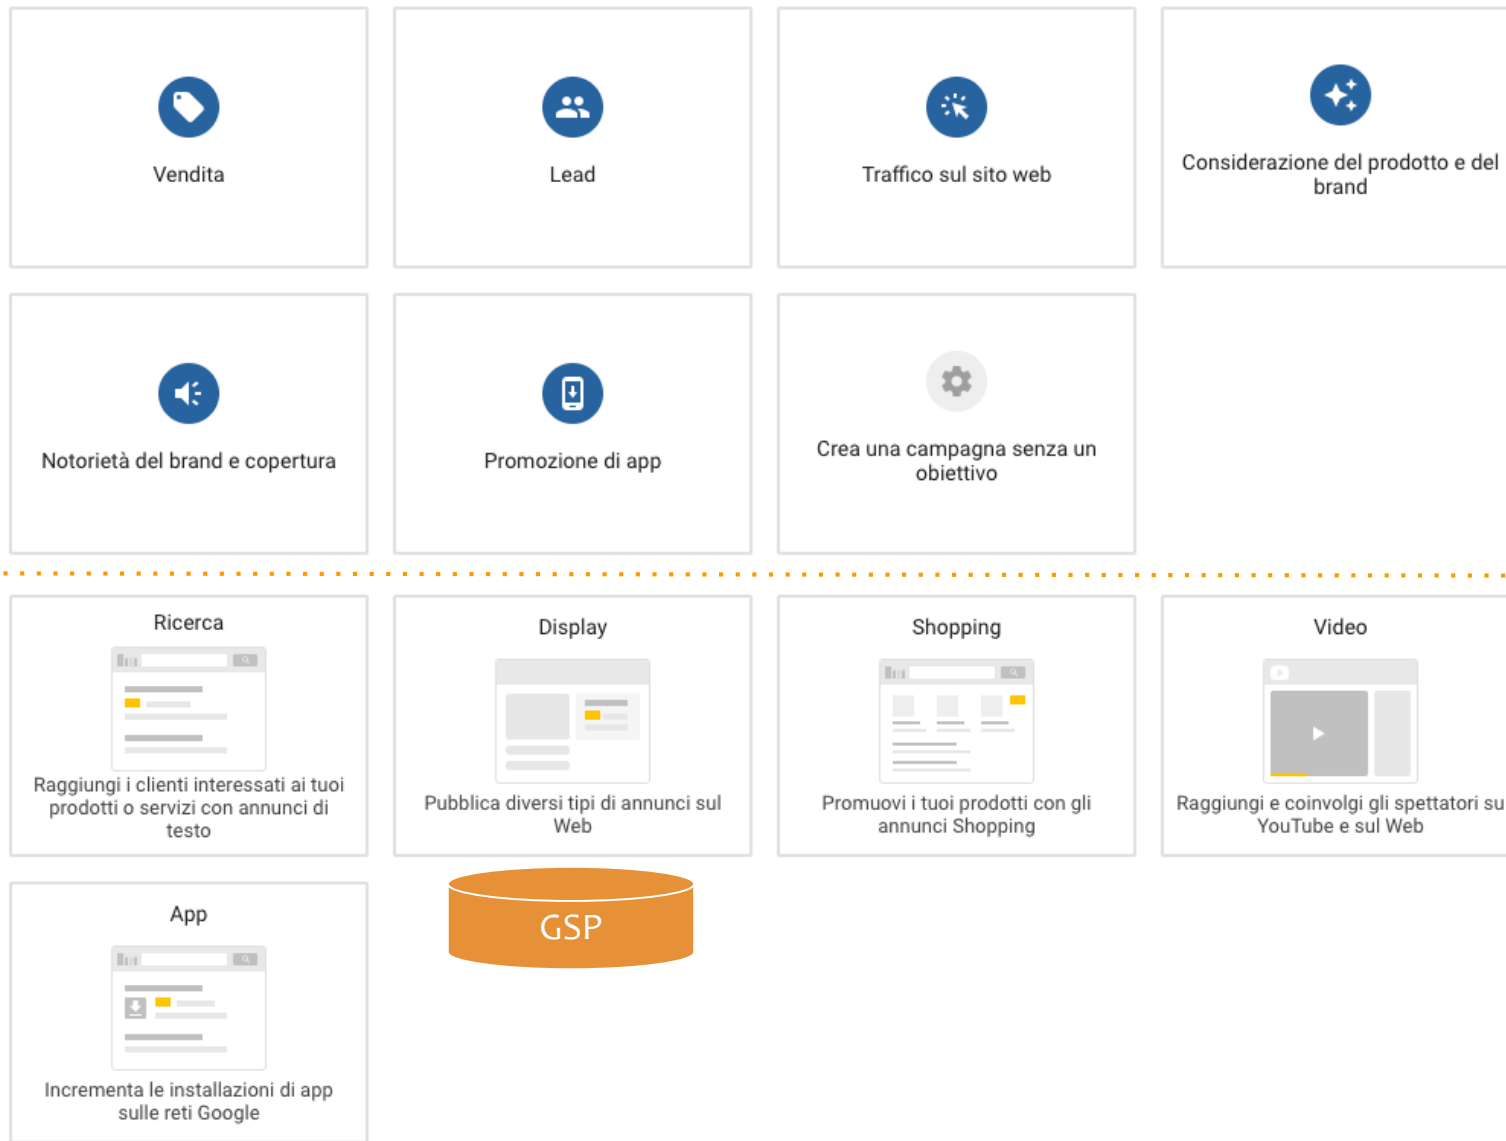 Vendita
Lead
Traffico sul sito web
Considerazione del prodotto e del
brand
Notorietà del brand e copertura
Promozione di app
Crea una campagna senza un
obiettivo
Ricerca
Raggiungi i clienti interessati ai tuoi
prodotti o servizi con annunci di
testo
Display
Pubblica diversi tipi di annunci sul
Web
Shopping
Promuovi i tuoi prodotti con gli
annunci Shopping
Video
Raggiungi e coinvolgi gli spettatori su
YouTube e sul Web
GSP
App
Incrementa le installazioni di app
sulle reti Google